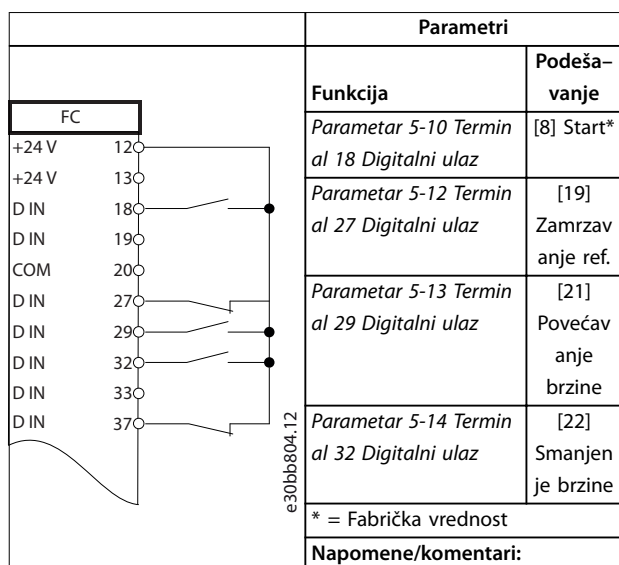 Parametri
Funkcija
Podeša–
vanje
FC
+24 V 12
+24 V 13
D IN 18
D IN 19
COM 20
D IN 27
D IN 29
D IN 32
D IN 33
D IN 37
e30bb804.12
Parametar 5-10 Termin
al 18 Digitalni ulaz
[8] Start*
Parametar 5-12 Termin
al 27 Digitalni ulaz
[19]
Zamrzav
anje ref.
Parametar 5-13 Termin
al 29 Digitalni ulaz
[21]
Povećav
anje
brzine
Parametar 5-14 Termin
al 32 Digitalni ulaz
[22]
Smanjen
je brzine
* = Fabrička vrednost
Napomene/komentari: